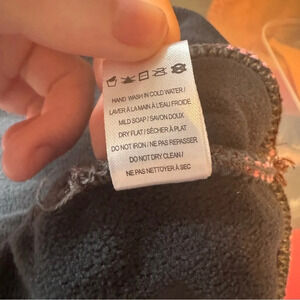 HAND WASH IN COLD WATER /
LAVER À LA MAIN À L'EAU FROIDE
MILD SOAP / SAVON DOUX
DRY FLAT / SÉCHER À PLAT
DO NOT IRON / NE PAS REPASSER
DO NOT DRY CLEAN /
NE PAS NETTOYER À SEC